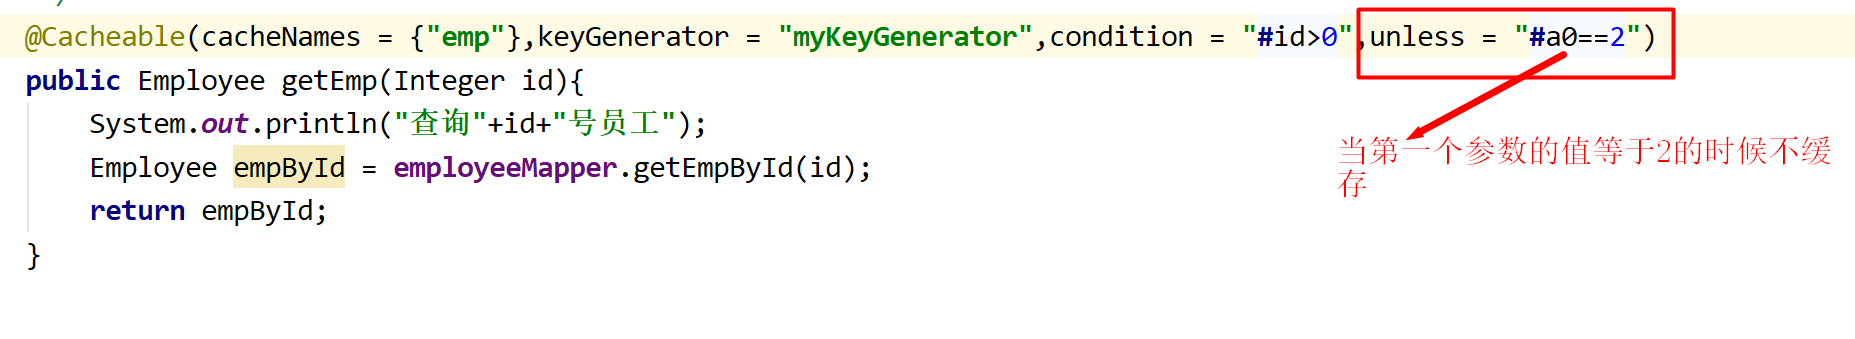 @Cacheable(cacheNames = {"emp"},keyGenerator = "myKeyGenerator",condition = "#id>0",unless = "#a0==2")
public Employee getEmp(Integer id){
System.out.println("查询"+id+"号员工");
Employee empById = employeeMapper.getEmpById(id);
return empById;
}
当第一个参数的值等于2的时候不缓
存